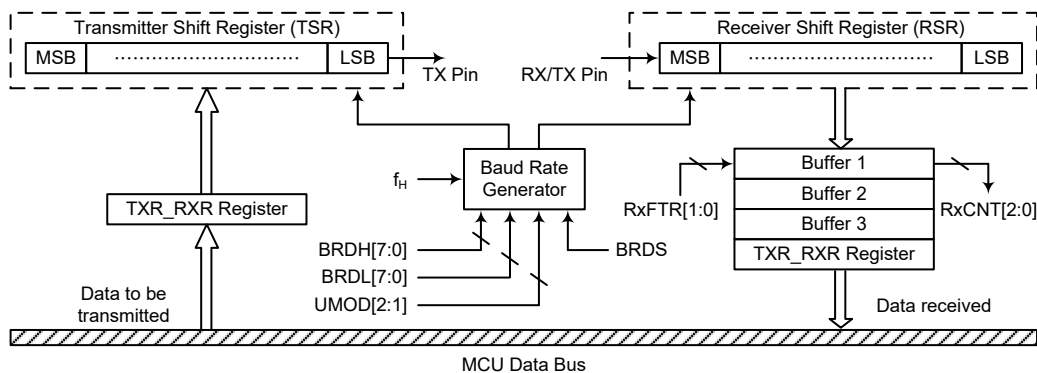 Transmitter Shift Register (TSR)
MSB
LSB
TX Pin
Receiver Shift Register (RSR)
RX/TX Pin
MSB
LSB
Baud Rate
Generator
fH
BRDH[7:0]
BRDL[7:0]
UMOD[2:1]
BRDS
TXR_RXR Register
Data to be
transmitted
Buffer 1
Buffer 2
Buffer 3
TXR_RXR Register
RxFTR[1:0]
RxCNT[2:0]
Data received
MCU Data Bus